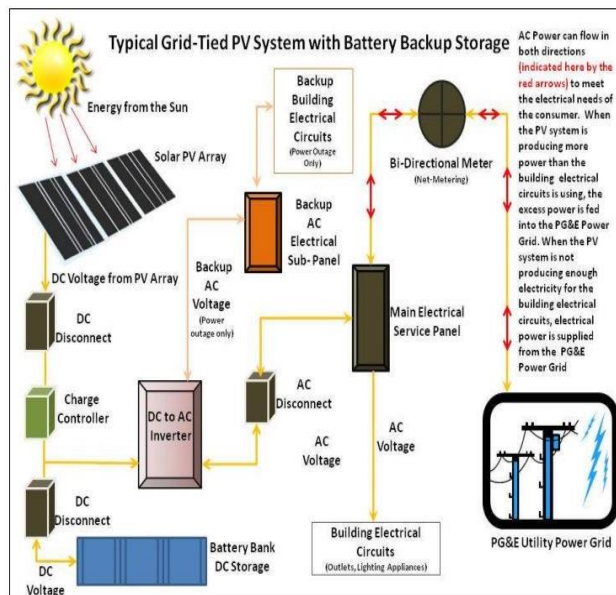 Typical Grid-Tied PV System with Battery Backup Storage
AC Power can flow in
both directions
(indicated here by the
red arrows) to meet
the electrical needs of
the consumer. When
the PV system is
producing more
power than the
building electrical
circuits is using, the
excess power is fed
into the PG&E Power
Grid. When the PV
system is not
producing enough
electricity for the
building electrical
circuits, electrical
power is supplied
from the PG&E
Power Grid
Energy from the Sun
Solar PV Array
DC Voltage from PV Array
DC
Disconnect
Charge
Controller
DC
Disconnect
DC
Voltage
Battery Bank
DC Storage
DC to AC
Inverter
Backup
AC
Voltage
(Power
outage only)
Backup
Building
Electrical
Circuits
(Power Outage
Only)
Backup
AC
Electrical
Sub- Panel
AC
Disconnect
AC
Voltage
Main Electrical
Service Panel
AC
Voltage
Bi-Directional Meter
(Net-Metering)
Building Electrical
Circuits
(Outlets, Lighting Appliances)
PG&E Utility Power Grid